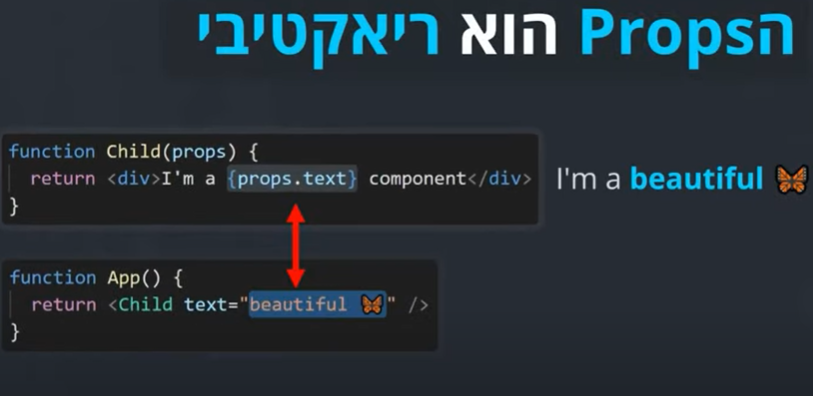 הProps הוא ריאקטיבי
function Child(props) {
return <div>I'm a {props.text} component</div>
}
I'm a beautiful 🦋
function App() {
return <Child text="beautiful 🦋" />
}